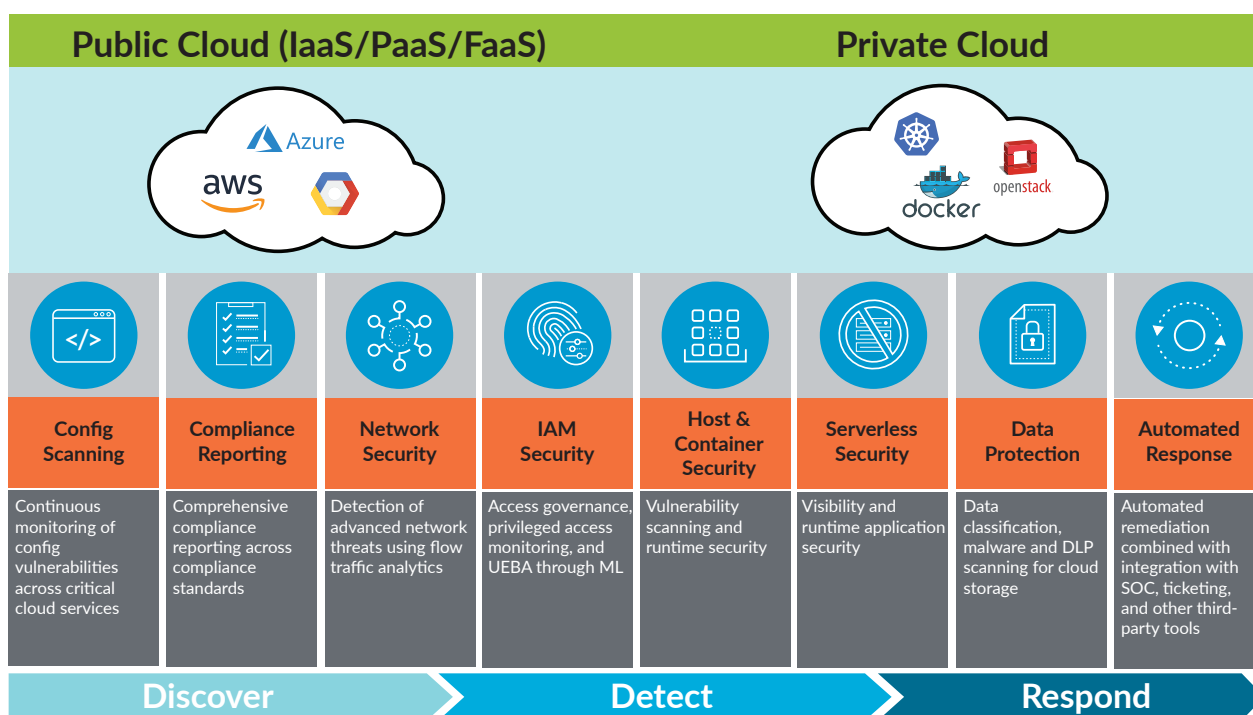 Public Cloud (IaaS/PaaS/FaaS)
Private Cloud
Azure
aws
docker
openstack
</>
Config
Scanning
Compliance
Reporting
Network
Security
IAM
Security
Host &
Container
Security
Serverless
Security
Data
Protection
Automated
Response
Continuous
monitoring of
config
vulnerabilities
across critical
cloud services
Comprehensive
compliance
reporting across
compliance
standards
Detection of
advanced network
threats using flow
traffic analytics
Access governance,
privileged access
monitoring, and
UEBA through ML
Vulnerability
scanning and
runtime security
Visibility and
runtime application
security
Data
classification,
malware and DLP
scanning for cloud
storage
Automated
remediation
combined with
integration with
SOC, ticketing,
and other third-
party tools
Discover
Detect
Respond